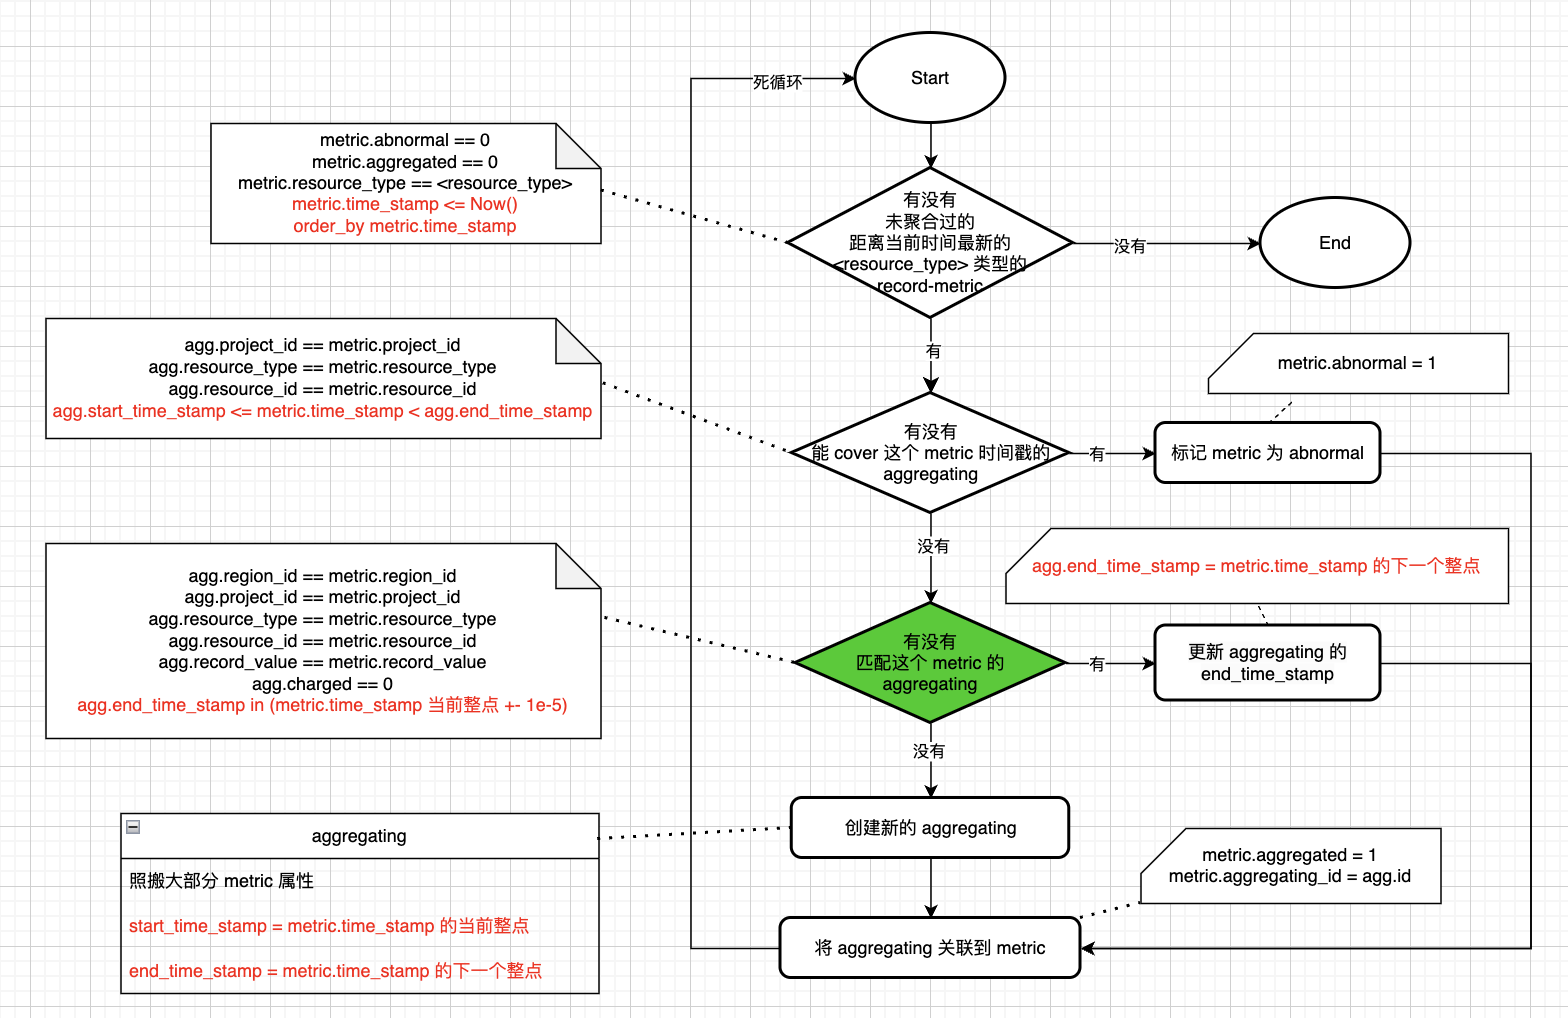 死循环
Start
metric.abnormal == 0
metric.aggregated == 0
metric.resource_type == <resource_type>
metric.time_stamp <= Now()
order_by metric.time_stamp
有没有
未聚合过的
距离当前时间最新的
<resource_type> 类型的
record-metric
没有
End
有
agg.project_id == metric.project_id
agg.resource_type == metric.resource_type
agg.resource_id == metric.resource_id
agg.start_time_stamp <= metric.time_stamp < agg.end_time_stamp
metric.abnormal = 1
有没有
能 cover 这个 metric 时间戳的
aggregating
有
标记 metric 为 abnormal
没有
agg.end_time_stamp = metric.time_stamp 的下一个整点
agg.region_id == metric.region_id
agg.project_id == metric.project_id
agg.resource_type == metric.resource_type
agg.resource_id == metric.resource_id
agg.record_value == metric.record_value
agg.charged == 0
agg.end_time_stamp in (metric.time_stamp 当前整点 +- 1e-5)
有没有
匹配这个 metric 的
aggregating
有
更新 aggregating 的
end_time_stamp
没有
aggregating
照搬大部分 metric 属性
start_time_stamp = metric.time_stamp 的当前整点
end_time_stamp = metric.time_stamp 的下一个整点
创建新的 aggregating
metric.aggregated = 1
metric.aggregating_id = agg.id
将 aggregating 关联到 metric